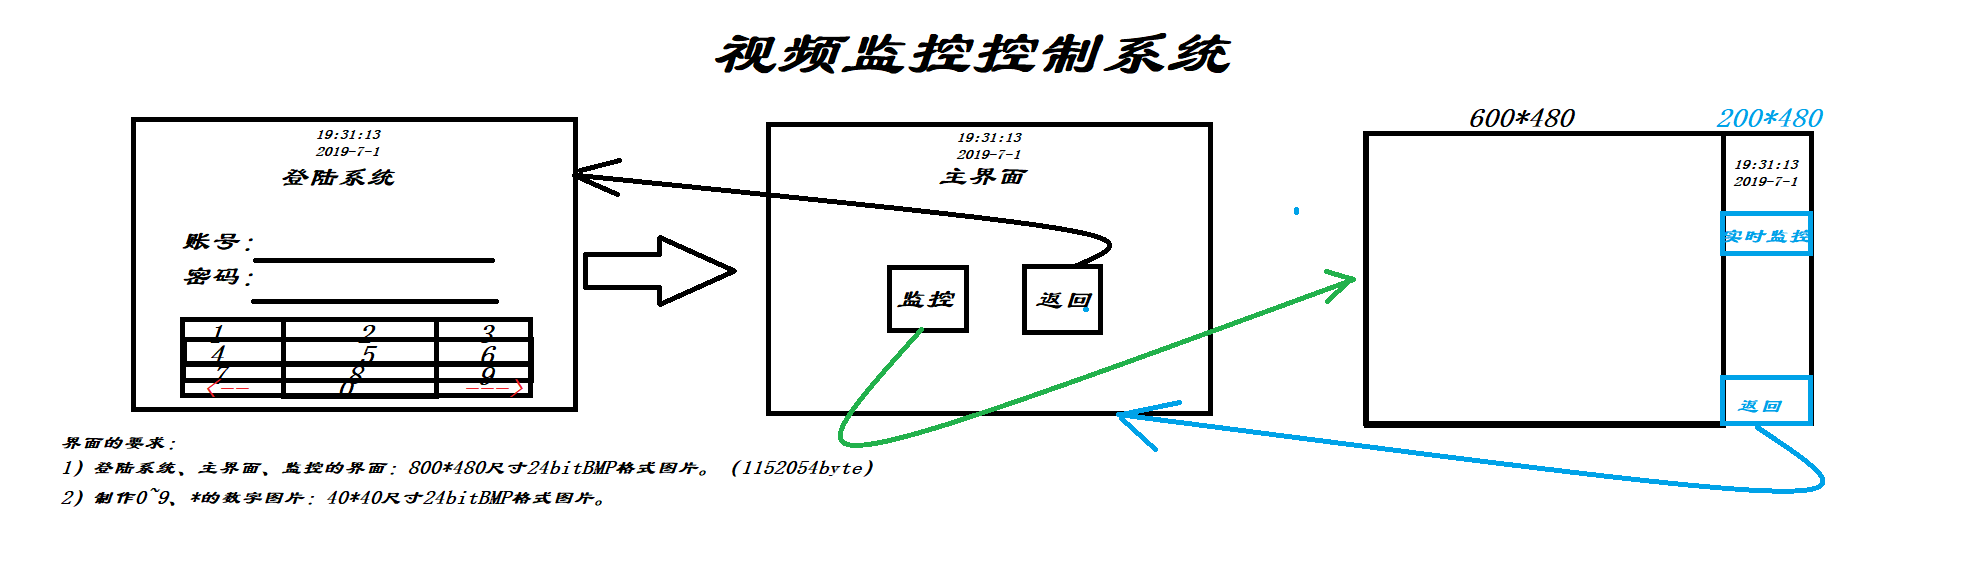 视频监控控制系统
19:31:13
2019-7-1
登陆系统
账号:
密码:
1 2 3
4 5 6
7 8 9
<-- 0 --->
19:31:13
2019-7-1
主界面
监控
返回
600*480
200*480
19:31:13
2019-7-1
实时监控
返回
界面的要求:
1) 登陆系统、主界面、监控的界面: 800*480尺寸24bitBMP格式图片。 (1152054byte)
2) 制作0~9、*的数字图片: 40*40尺寸24bitBMP格式图片。